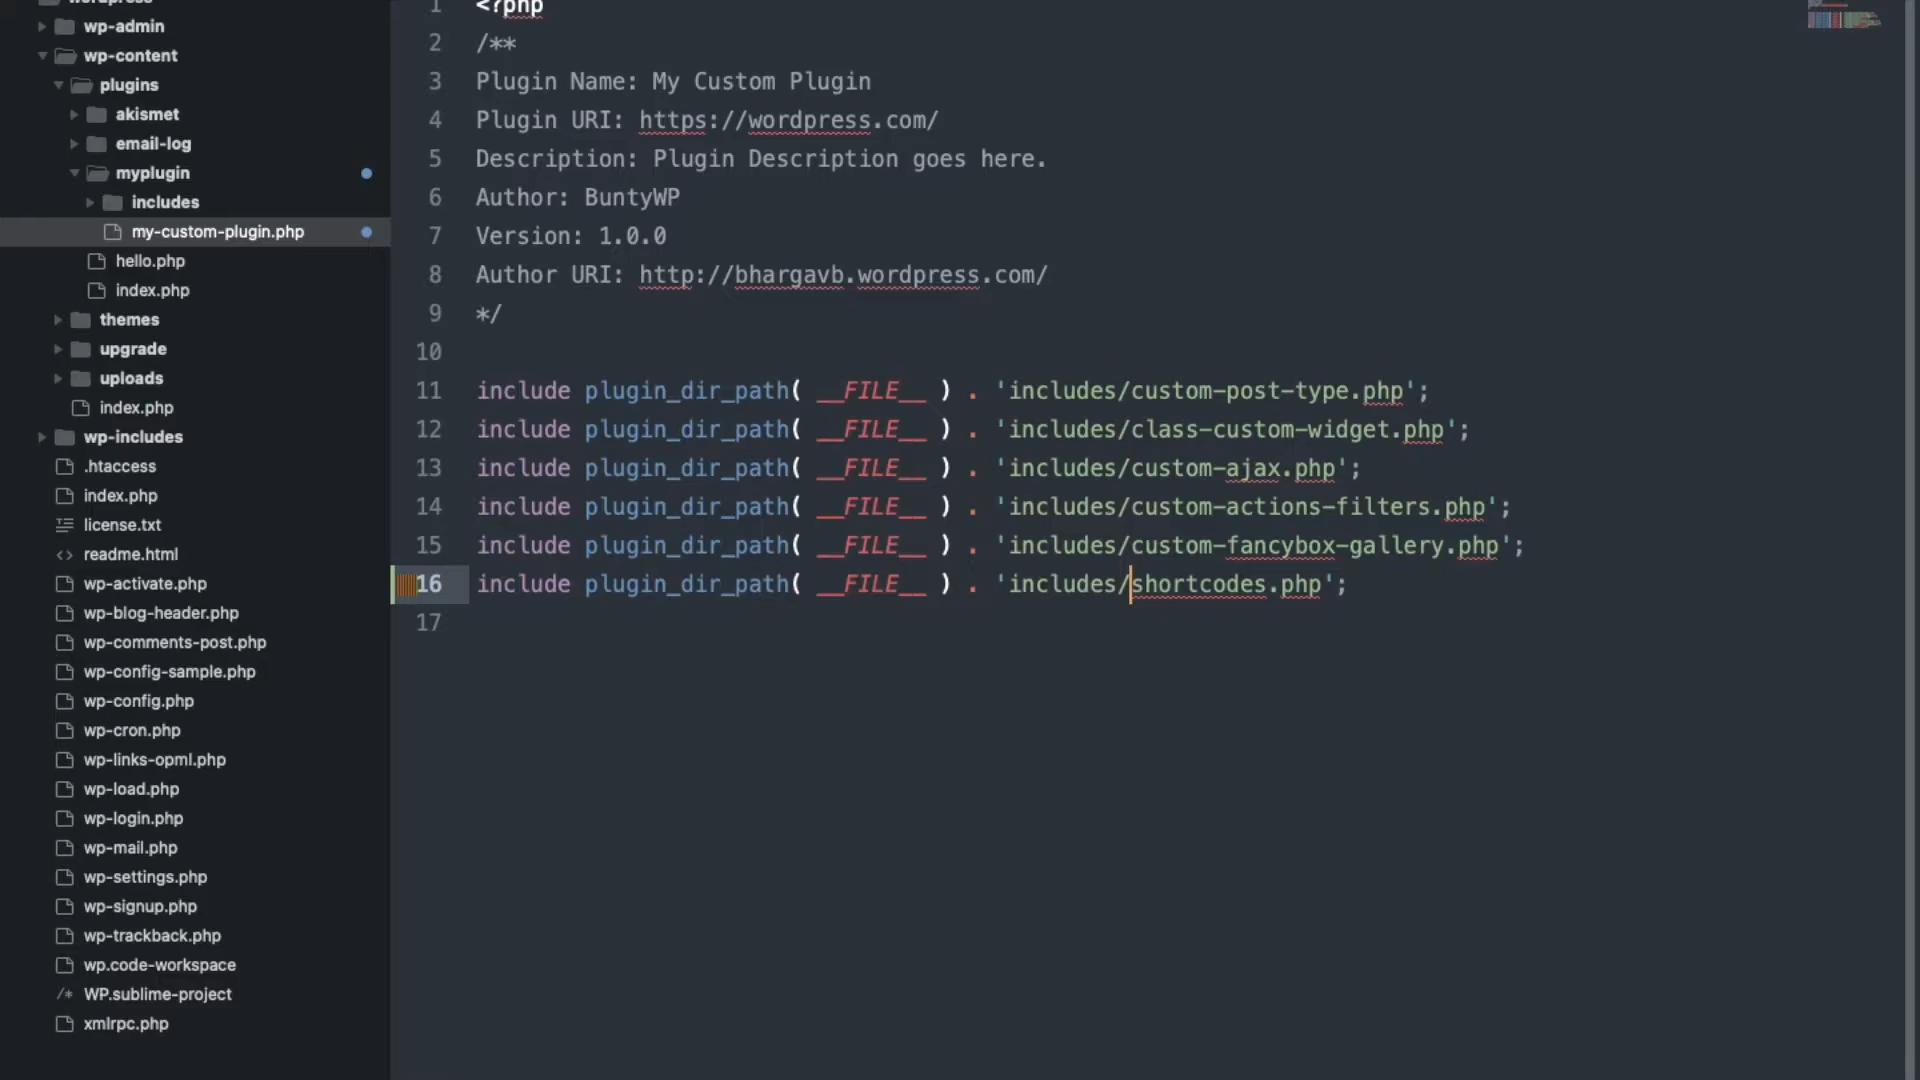 wordpress
wp-admin
wp-content
plugins
akismet
email-log
myplugin
includes
my-custom-plugin.php
hello.php
index.php
themes
upgrade
uploads
index.php
wp-includes
.htaccess
index.php
license.txt
<> readme.html
wp-activate.php
wp-blog-header.php
wp-comments-post.php
wp-config-sample.php
wp-config.php
wp-cron.php
wp-links-opml.php
wp-load.php
wp-login.php
wp-mail.php
wp-settings.php
wp-signup.php
wp-trackback.php
wp.code-workspace
/* WP.sublime-project
xmlrpc.php
1 <?php
2 /**
3 Plugin Name: My Custom Plugin
4 Plugin URI: https://wordpress.com/
5 Description: Plugin Description goes here.
6 Author: BuntyWP
7 Version: 1.0.0
8 Author URI: http://bhargavb.wordpress.com/
9 */
10
11 include plugin_dir_path( __FILE__ ) . 'includes/custom-post-type.php';
12 include plugin_dir_path( __FILE__ ) . 'includes/class-custom-widget.php';
13 include plugin_dir_path( __FILE__ ) . 'includes/custom-ajax.php';
14 include plugin_dir_path( __FILE__ ) . 'includes/custom-actions-filters.php';
15 include plugin_dir_path( __FILE__ ) . 'includes/custom-fancybox-gallery.php';
16 include plugin_dir_path( __FILE__ ) . 'includes/shortcodes.php';
17